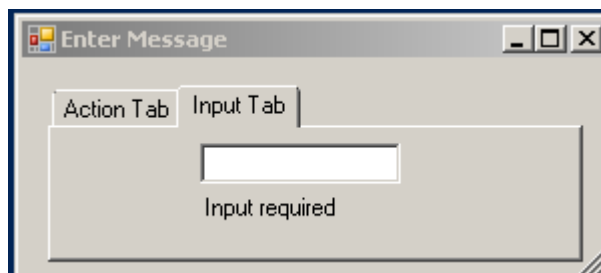 Enter Message
Action Tab Input Tab
Input required